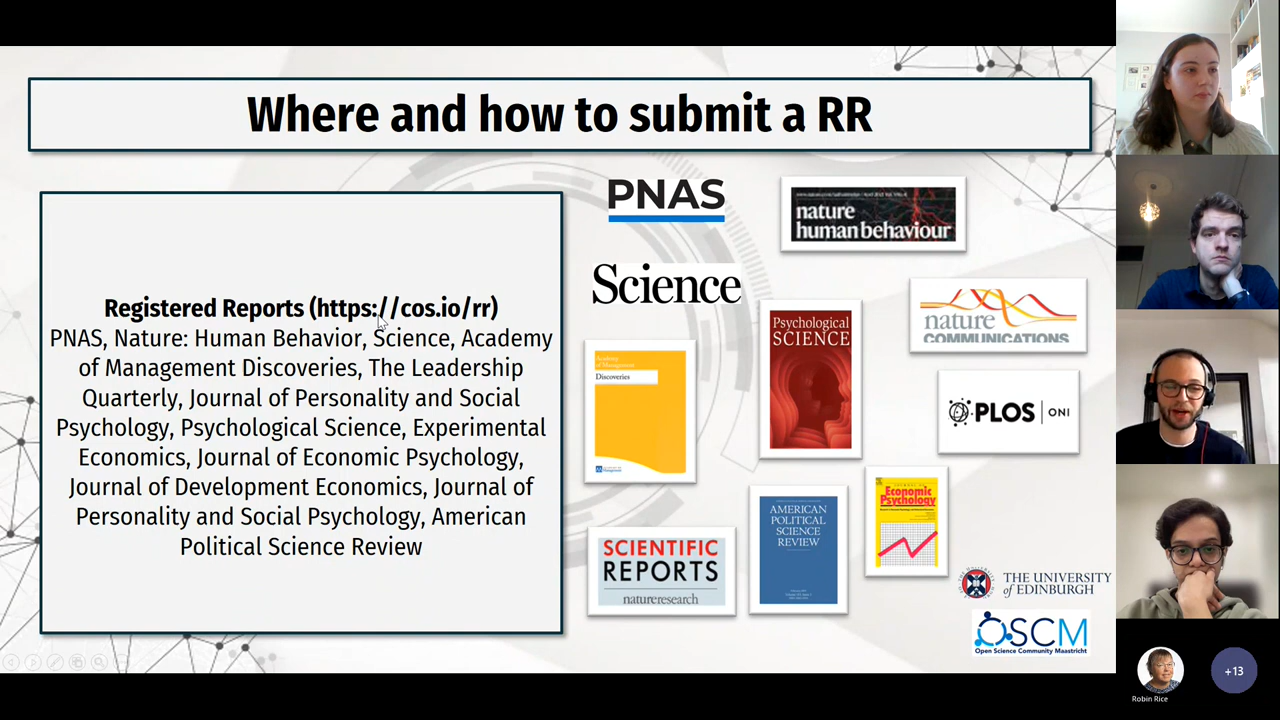 Where and how to submit a RR
Registered Reports (https://cos.io/rr)
PNAS, Nature: Human Behavior, Science, Academy
of Management Discoveries, The Leadership
Quarterly, Journal of Personality and Social
Psychology, Psychological Science, Experimental
Economics, Journal of Economic Psychology,
Journal of Development Economics, Journal of
Personality and Social Psychology, American
Political Science Review
PNAS
nature
human behaviour
Science
nature
COMMUNICATIONS
Psychological
SCIENCE
Academy
of Management
Discoveries
PLOS | ONI
Economic
Psychology
AMERICAN
POLITICAL
SCIENCE
REVIEW
SCIENTIFIC
REPORTS
natureresearch
THE UNIVERSITY
of EDINBURGH
OSCM
Open Science Community Maastricht
Robin Rice
+13